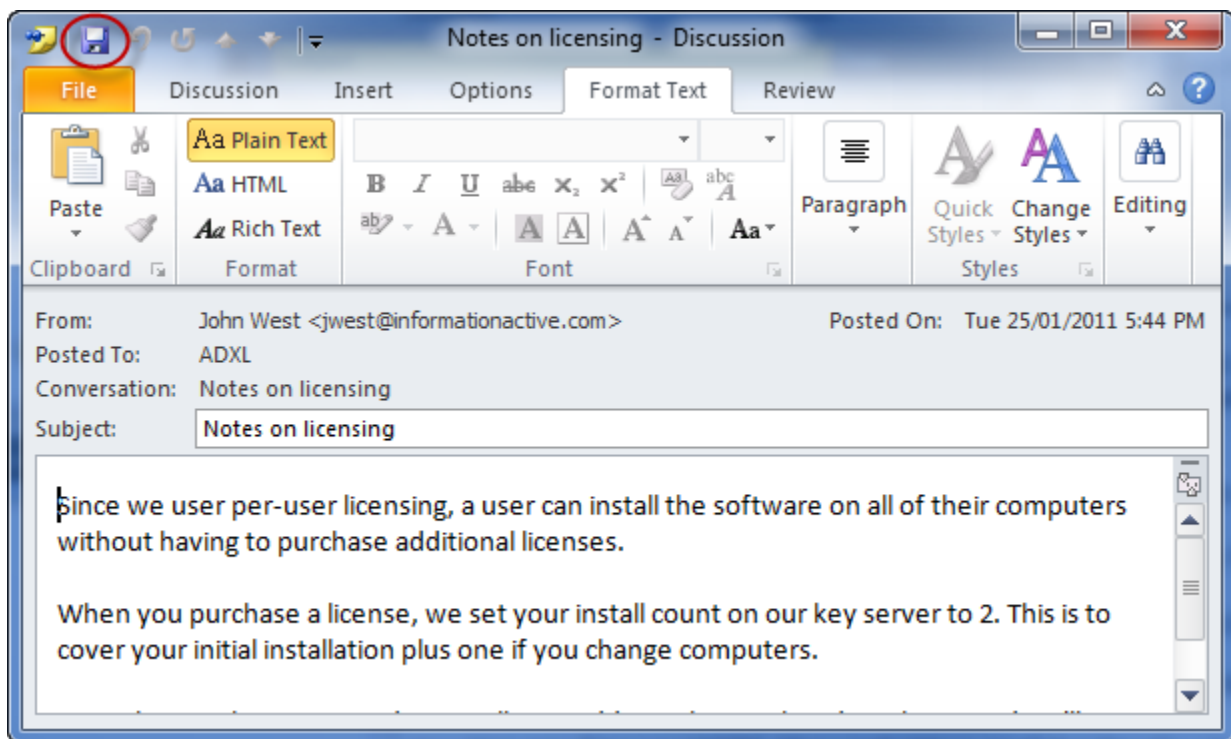 Notes on licensing - Discussion
File Discussion Insert Options Format Text Review
Aa Plain Text
Aa HTML
Aa Rich Text
Paste
B I U abc X₂ X²
Aa
Paragraph
Quick Styles
Change Styles
Editing
Clipboard Format Font Styles
From: John West <jwest@informationactive.com> Posted On: Tue 25/01/2011 5:44 PM
Posted To: ADXL
Conversation: Notes on licensing
Subject: Notes on licensing
Since we user per-user licensing, a user can install the software on all of their computers
without having to purchase additional licenses.
When you purchase a license, we set your install count on our key server to 2. This is to
cover your initial installation plus one if you change computers.